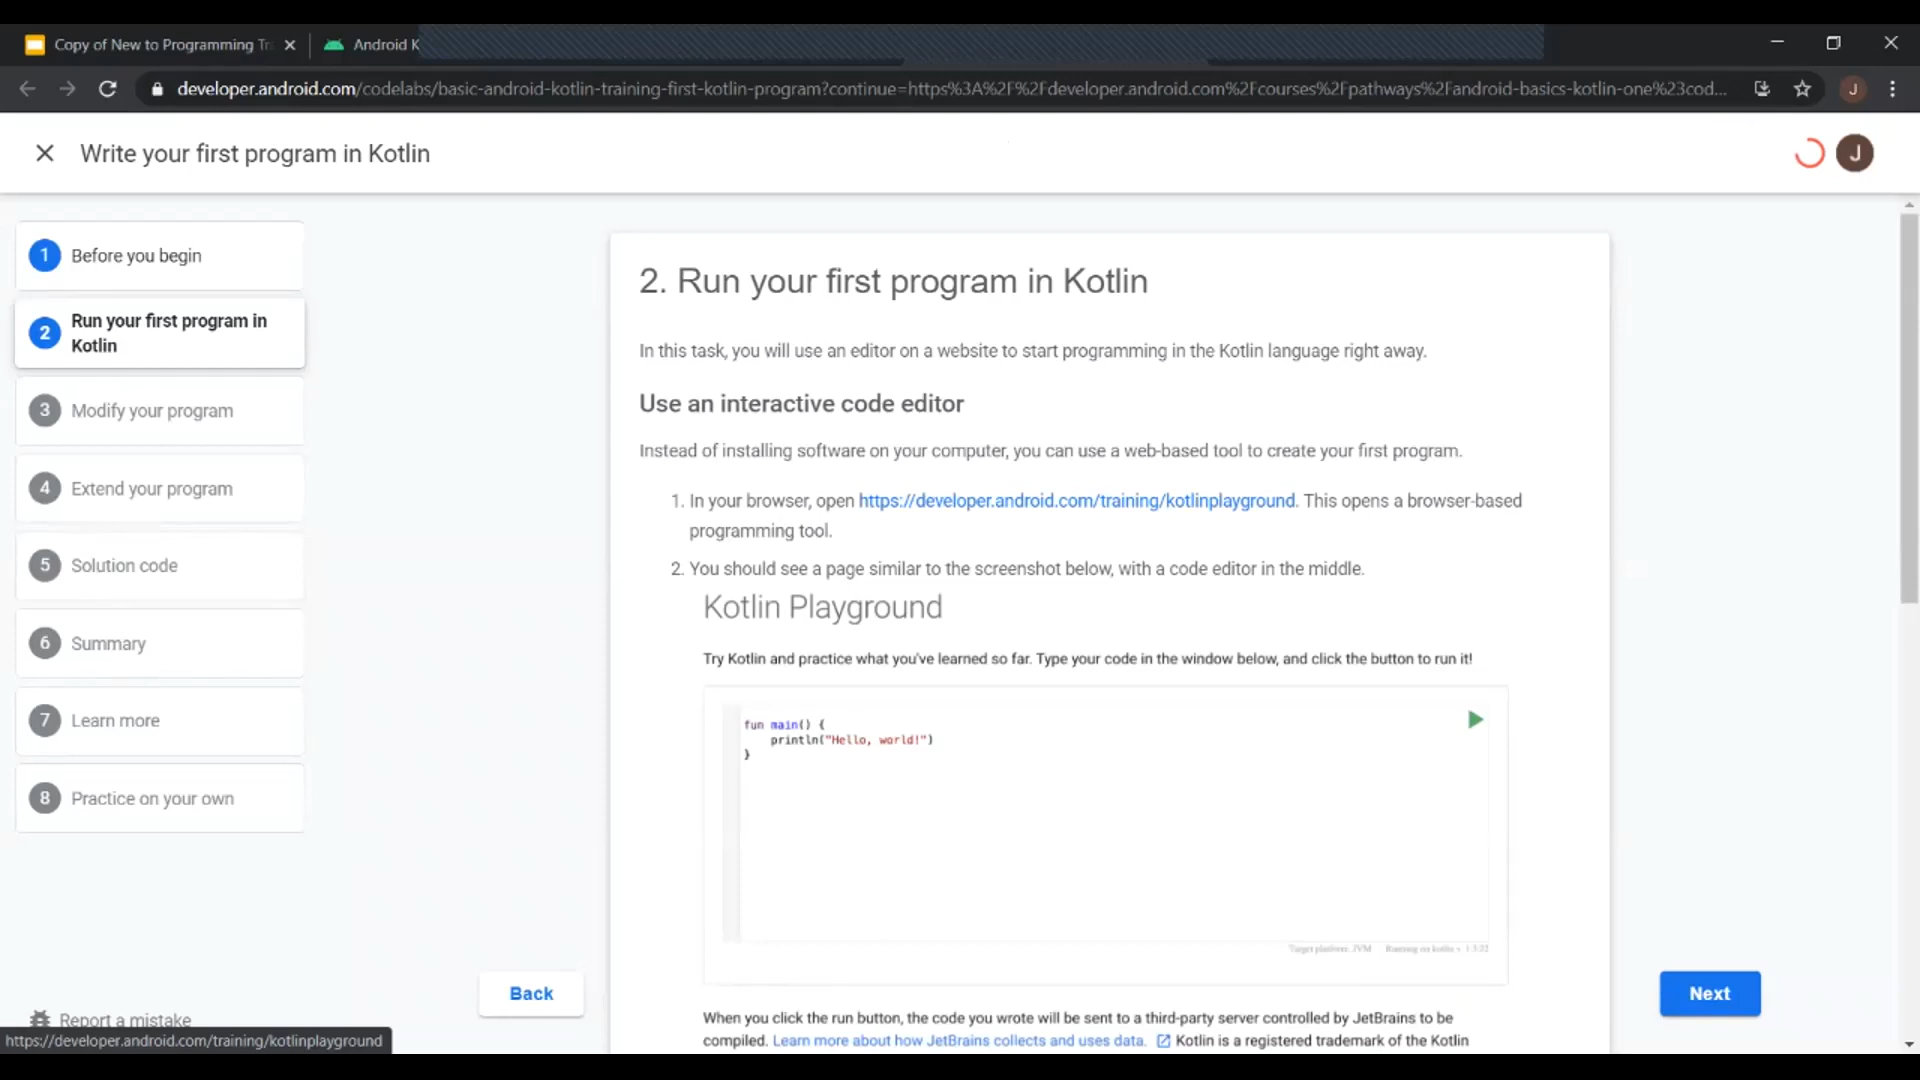 Copy of New to Programming Tr
Android K
developer.android.com/codelabs/basic-android-kotlin-training-first-kotlin-program?continue=https%3A%2F%2Fdeveloper.android.com%2Fcourses%2Fpathways%2Fandroid-basics-kotlin-one%23cod...
J
Write your first program in Kotlin
J
1 Before you begin
2 Run your first program in
Kotlin
3 Modify your program
4 Extend your program
5 Solution code
6 Summary
7 Learn more
8 Practice on your own
2. Run your first program in Kotlin
In this task, you will use an editor on a website to start programming in the Kotlin language right away.
Use an interactive code editor
Instead of installing software on your computer, you can use a web-based tool to create your first program.
1. In your browser, open https://developer.android.com/training/kotlinplayground. This opens a browser-based
programming tool.
2. You should see a page similar to the screenshot below, with a code editor in the middle.
Kotlin Playground
Try Kotlin and practice what you've learned so far. Type your code in the window below, and click the button to run it!
fun main() {
println("Hello, world!")
}
Target platform: JVM Running on kotlin v. 1.3.72
When you click the run button, the code you wrote will be sent to a third-party server controlled by JetBrains to be
compiled. Learn more about how JetBrains collects and uses data. Kotlin is a registered trademark of the Kotlin
Back
Next
Report a mistake
https://developer.android.com/training/kotlinplayground